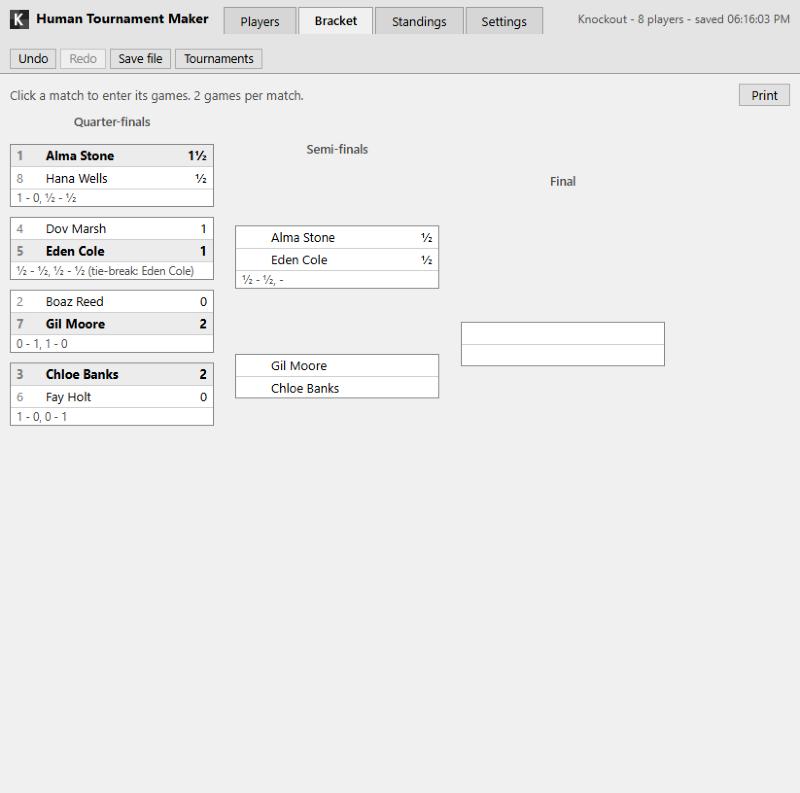 K Human Tournament Maker Players Bracket Standings Settings Knockout - 8 players - saved 06:16:03 PM
Undo Redo Save file Tournaments
Click a match to enter its games. 2 games per match. Print
Quarter-finals
1 Alma Stone 1½
8 Hana Wells ½
1 - 0, ½ - ½
4 Dov Marsh 1
5 Eden Cole 1
½ - ½, ½ - ½ (tie-break: Eden Cole)
2 Boaz Reed 0
7 Gil Moore 2
0 - 1, 1 - 0
3 Chloe Banks 2
6 Fay Holt 0
1 - 0, 0 - 1
Semi-finals
Alma Stone ½
Eden Cole ½
½ - ½, -
Gil Moore
Chloe Banks
Final